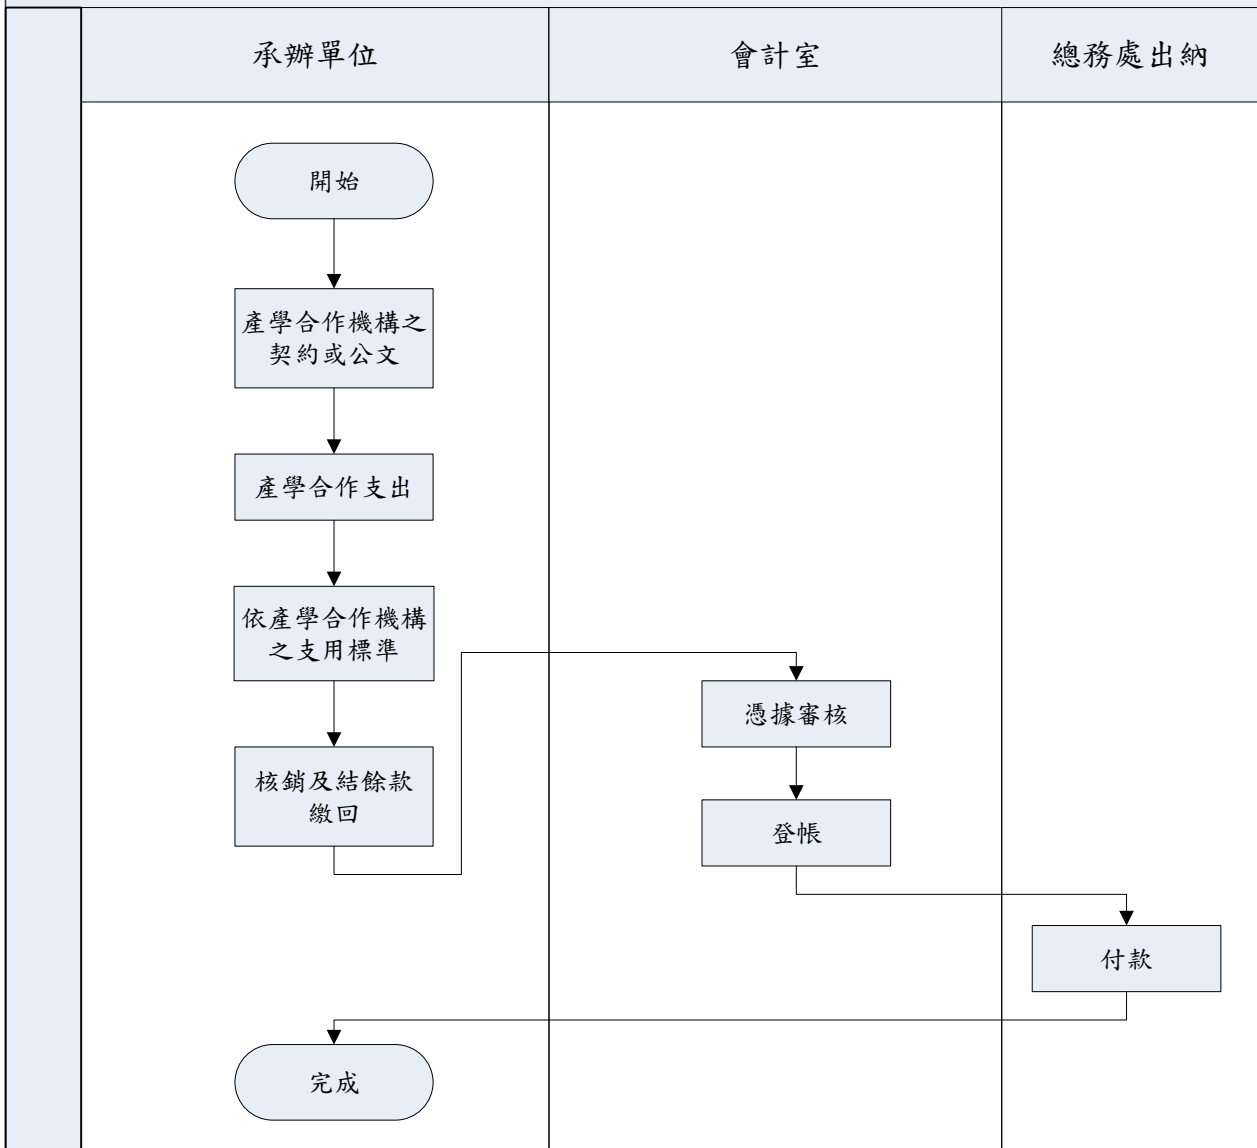 承辦單位
會計室
總務處出納
開始
產學合作機構之
契約或公文
產學合作支出
依產學合作機構
之支用標準
核銷及結餘款
繳回
憑據審核
登帳
付款
完成